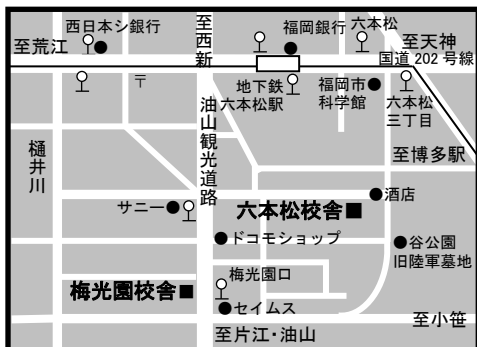 西日本シ銀行
至荒江
至西新
福岡銀行
六本松
至天神
国道 202 号線
〒
地下鉄
六本松駅
福岡市
科学館
六本松
三丁目
樋井川
油山観光道路
至博多駅
サニー
六本松校舎
酒店
ドコモショップ
谷公園
旧陸軍墓地
梅光園校舎
梅光園口
セイムス
至小笹
至片江・油山